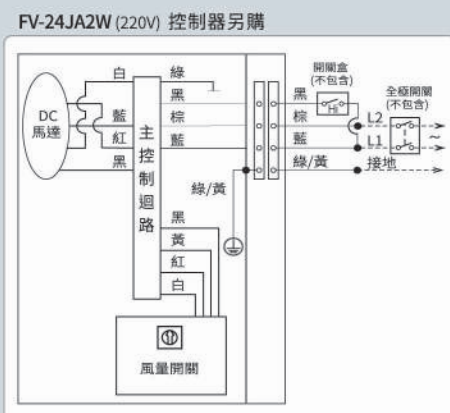 FV-24JA2W (220V) 控制器另購
開關盒
(不包含)
全極開關
(不包含)
白
綠
黑
黑
Hi
DC
馬達
藍
棕
棕
L2
紅
主控制迴路
藍
藍
L1
~
黑
綠/黃
接地
綠/黃
黑
黃
紅
白
風量開關